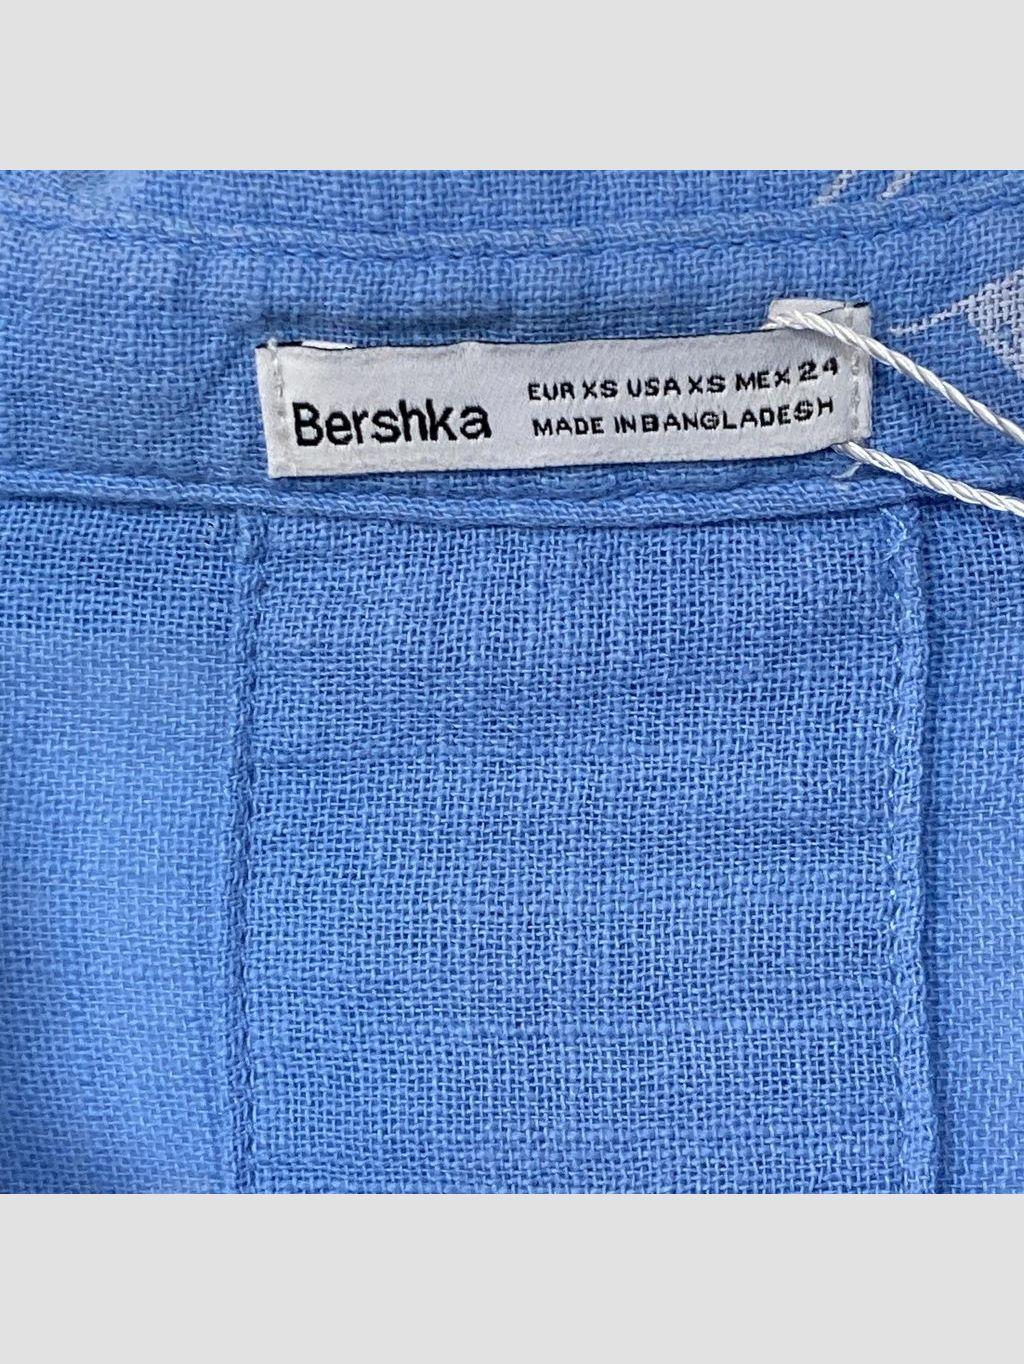 Bershka
EUR XS USA XS MEX 24
MADE IN BANGLADESH